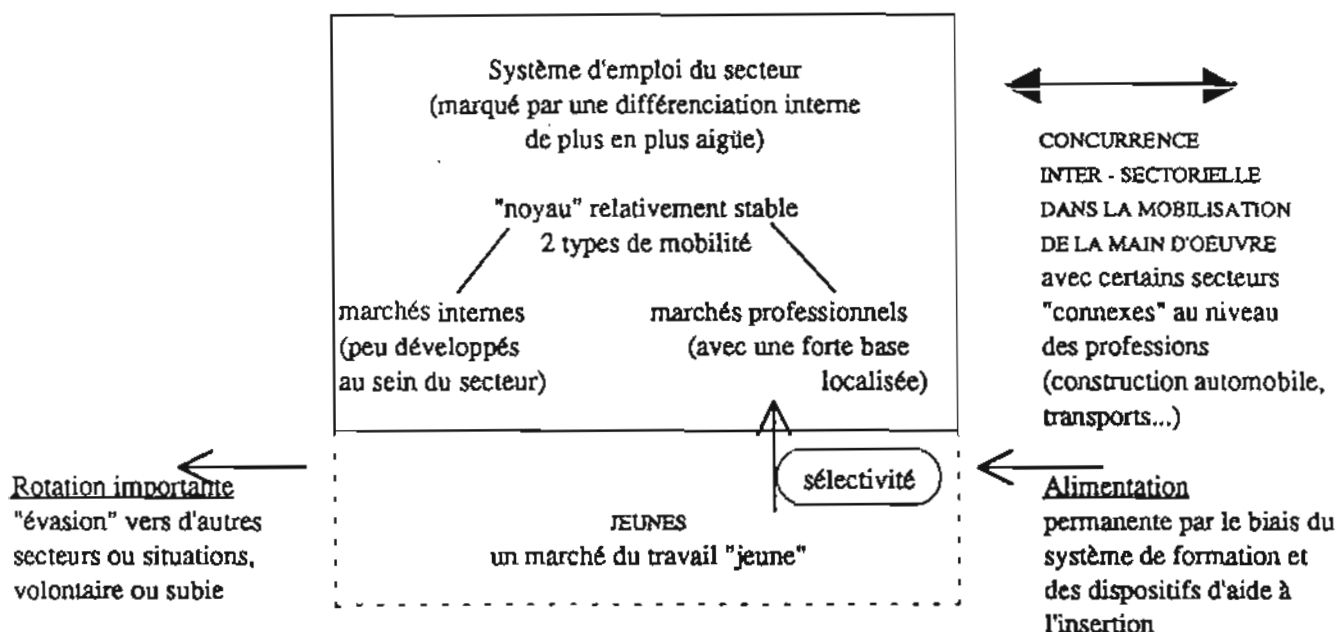 Système d'emploi du secteur
(marqué par une différenciation interne
de plus en plus aigüe)
"noyau" relativement stable
2 types de mobilité
marchés internes
(peu développés
au sein du secteur)
marchés professionnels
(avec une forte base
localisée)
CONCURRENCE
INTER - SECTORIELLE
DANS LA MOBILISATION
DE LA MAIN D'OEUVRE
avec certains secteurs
"connexes" au niveau
des professions
(construction automobile,
transports...)
sélectivité
JEUNES
un marché du travail "jeune"
Rotation importante
"évasion" vers d'autres
secteurs ou situations,
volontaire ou subie
Alimentation
permanente par le biais du
système de formation et
des dispositifs d'aide à
l'insertion